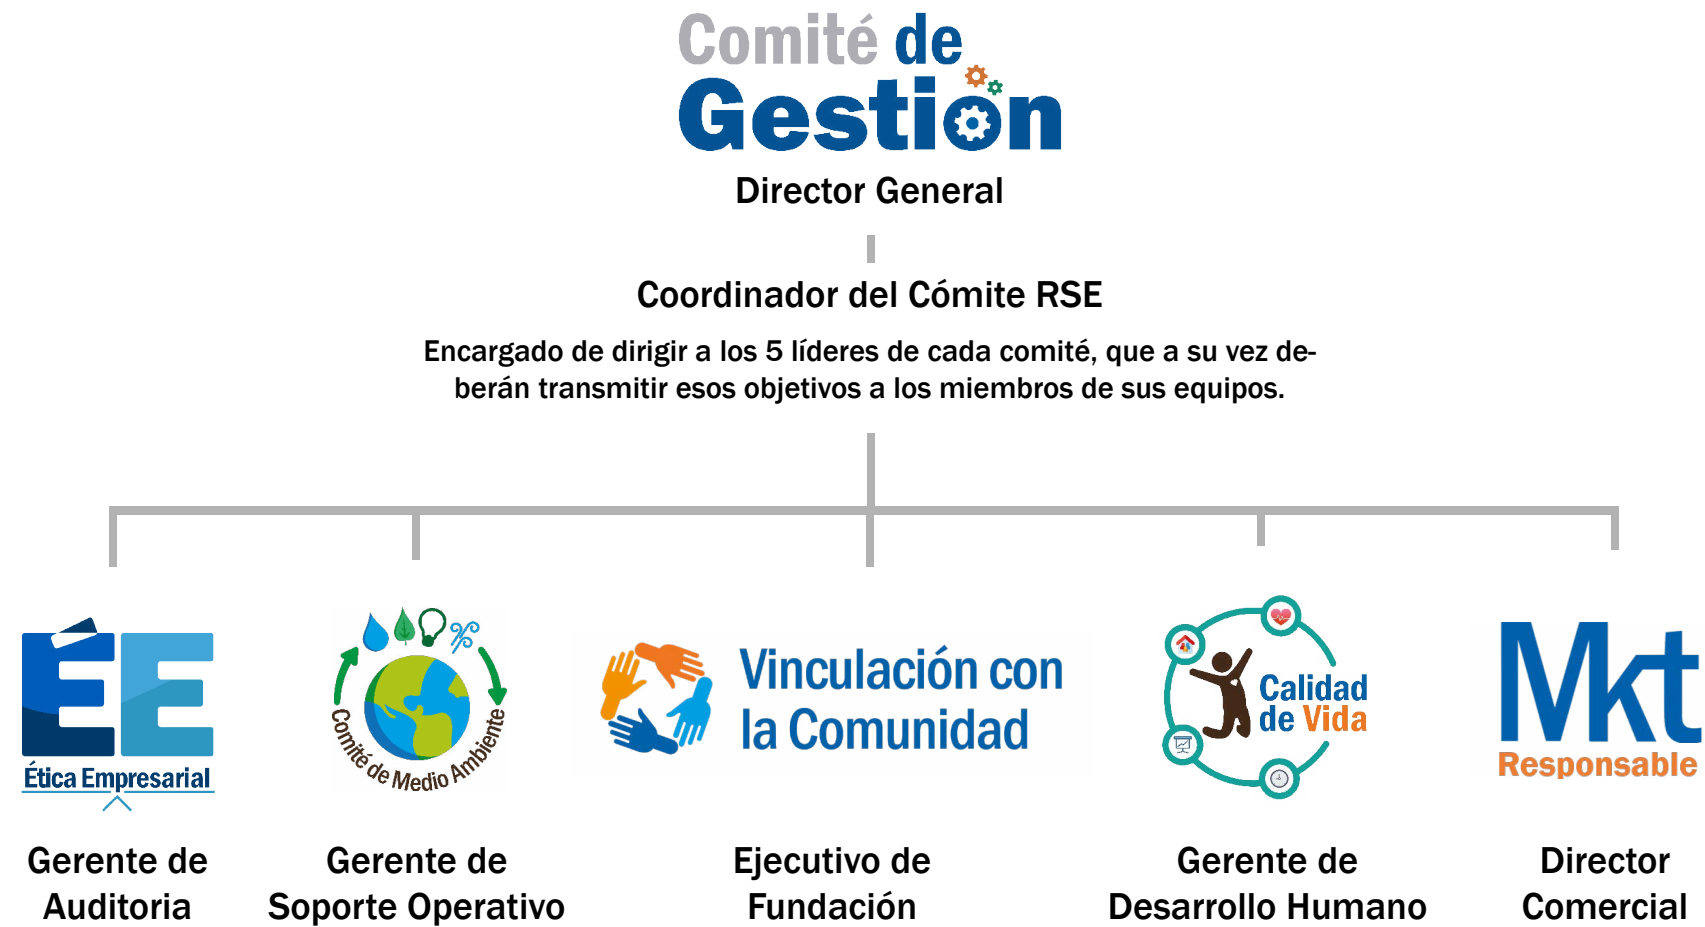 Comité de
Gestión
Director General
Coordinador del Cómite RSE
Encargado de dirigir a los 5 líderes de cada comité, que a su vez de-
berán transmitir esos objetivos a los miembros de sus equipos.
ÉE
Ética Empresarial
Gerente de
Auditoria
Comité de Medio Ambiente
Gerente de
Soporte Operativo
Vinculación con
la Comunidad
Ejecutivo de
Fundación
Calidad
de Vida
Gerente de
Desarrollo Humano
Mkt
Responsable
Director
Comercial